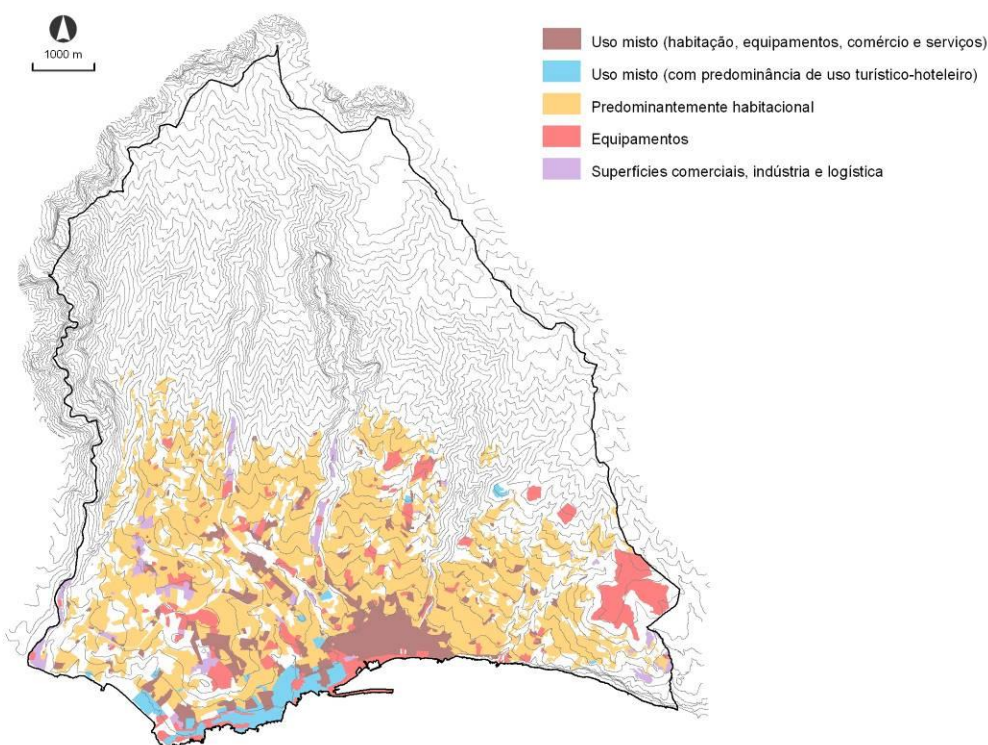 1000 m
Uso misto (habitação, equipamentos, comércio e serviços)
Uso misto (com predominância de uso turístico-hoteleiro)
Predominantemente habitacional
Equipamentos
Superfícies comerciais, indústria e logística